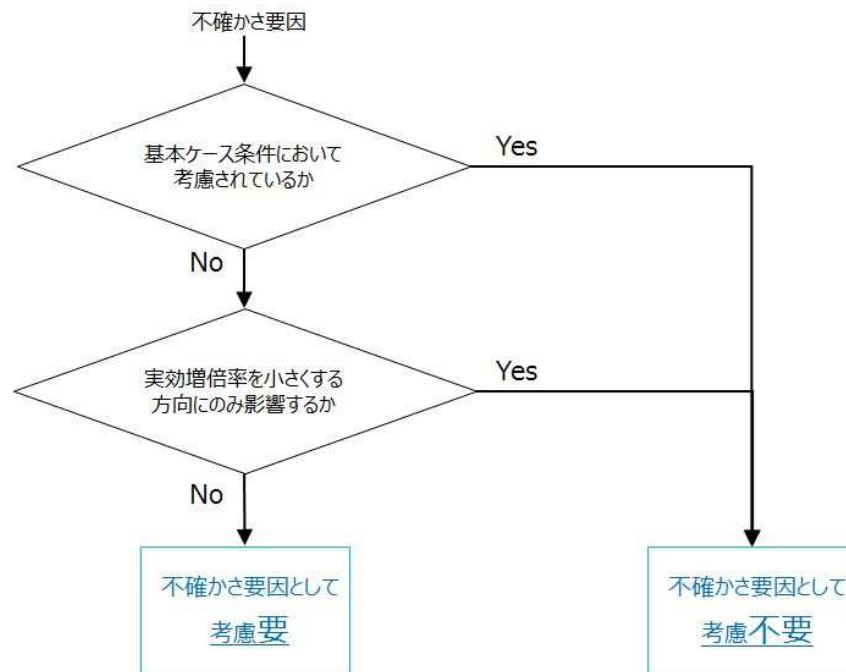 不確かさ要因
基本ケース条件において
考慮されているか
Yes
No
実効増倍率を小さくする
方向にのみ影響するか
Yes
No
不確かさ要因として
考慮要
不確かさ要因として
考慮不要